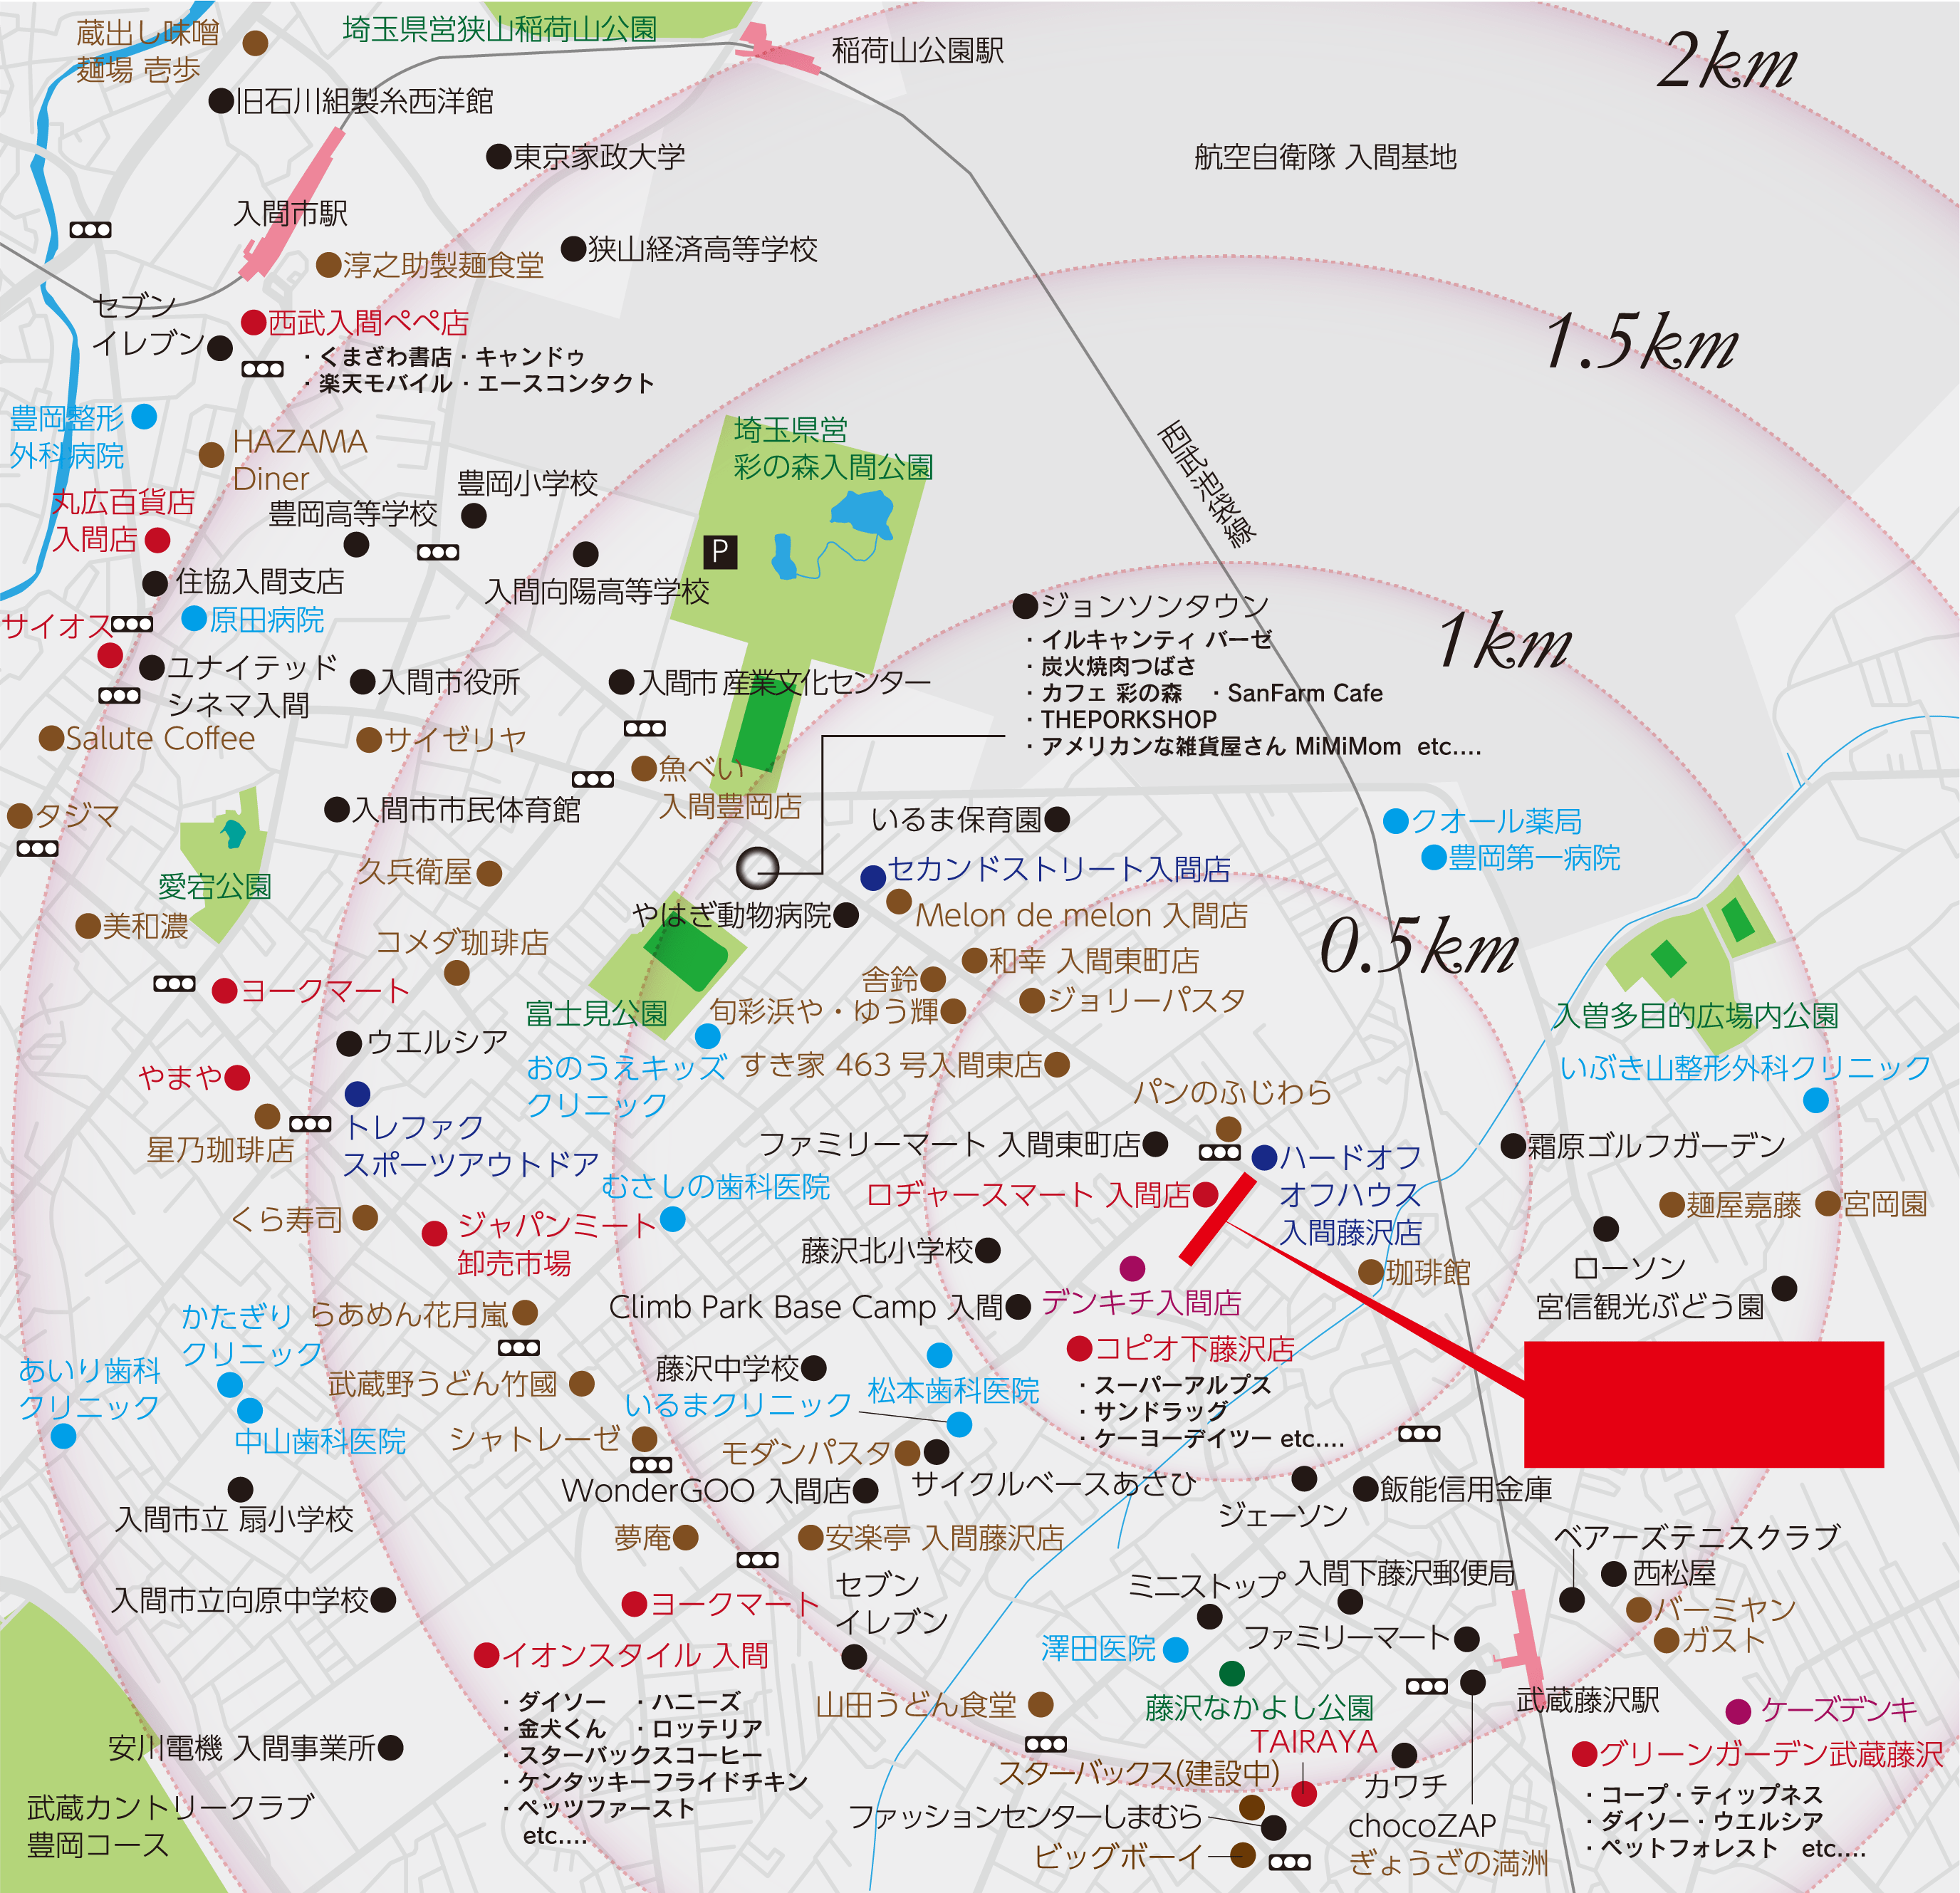 蔵出し味噌
麺場 壱歩
埼玉県営狭山稲荷山公園
稲荷山公園駅
2km
旧石川組製糸西洋館
東京家政大学
航空自衛隊 入間基地
入間市駅
狭山経済高等学校
淳之助製麺食堂
セブン
イレブン
西武入間ペペ店
・くまざわ書店・キャンドゥ
・楽天モバイル・エースコンタクト
1.5km
豊岡整形
外科病院
HAZAMA
Diner
埼玉県営
彩の森入間公園
西武池袋線
豊岡小学校
丸広百貨店
入間店
豊岡高等学校
P
入間向陽高等学校
住協入間支店
サイオス
原田病院
ジョンソンタウン
・イルキャンティ バーゼ
・炭火焼肉つばさ
・カフェ 彩の森 ・SanFarm Cafe
・THEPORKSHOP
・アメリカンな雑貨屋さん MiMiMom etc....
1km
ユナイテッド
シネマ入間
入間市役所
入間市 産業文化センター
Salute Coffee
サイゼリヤ
魚べい
入間豊岡店
タジマ
入間市市民体育館
いるま保育園
クオール薬局
豊岡第一病院
愛宕公園
久兵衛屋
セカンドストリート入間店
やはぎ動物病院
Melon de melon 入間店
0.5km
美和濃
コメダ珈琲店
和幸 入間東町店
舎鈴
ジョリーパスタ
ヨークマート
富士見公園
旬彩浜や・ゆう輝
入曽多目的広場内公園
ウエルシア
おのうえキッズ
クリニック
すき家 463 号入間東店
いぶき山整形外科クリニック
やまや
パンのふじわら
星乃珈琲店
トレファク
スポーツアウトドア
ファミリーマート 入間東町店
ハードオフ
オフハウス
入間藤沢店
霜原ゴルフガーデン
むさしの歯科医院
ロヂャースマート 入間店
麺屋嘉藤
宮岡園
くら寿司
ジャパンミート
卸売市場
藤沢北小学校
珈琲館
ローソン
宮信観光ぶどう園
かたぎり
クリニック
らあめん花月嵐
Climb Park Base Camp 入間
デンキチ入間店
コピオ下藤沢店
・スーパーアルプス
・サンドラッグ
・ケーヨーデイツー etc....
あいり歯科
クリニック
武蔵野うどん竹國
藤沢中学校
いるまクリニック
松本歯科医院
中山歯科医院
シャトレーゼ
モダンパスタ
WonderGOO 入間店
サイクルベースあさひ
ジェーソン
飯能信用金庫
入間市立 扇小学校
夢庵
安楽亭 入間藤沢店
ベアーズテニスクラブ
西松屋
入間市立向原中学校
ヨークマート
セブン
イレブン
ミニストップ
入間下藤沢郵便局
バーミヤン
ガスト
ファミリーマート
澤田医院
イオンスタイル 入間
・ダイソー ・ハニーズ
・金犬くん ・ロッテリア
・スターバックスコーヒー
・ケンタッキーフライドチキン
・ペッツファースト
etc....
山田うどん食堂
藤沢なかよし公園
武蔵藤沢駅
ケーズデンキ
TAIRAYA
安川電機 入間事業所
スターバックス(建設中)
カワチ
グリーンガーデン武蔵藤沢
・コープ・ティップネス
・ダイソー・ウエルシア
・ペットフォレスト etc....
武蔵カントリークラブ
豊岡コース
ファッションセンターしまむら
chocoZAP
ビッグボーイ
ぎょうざの満洲